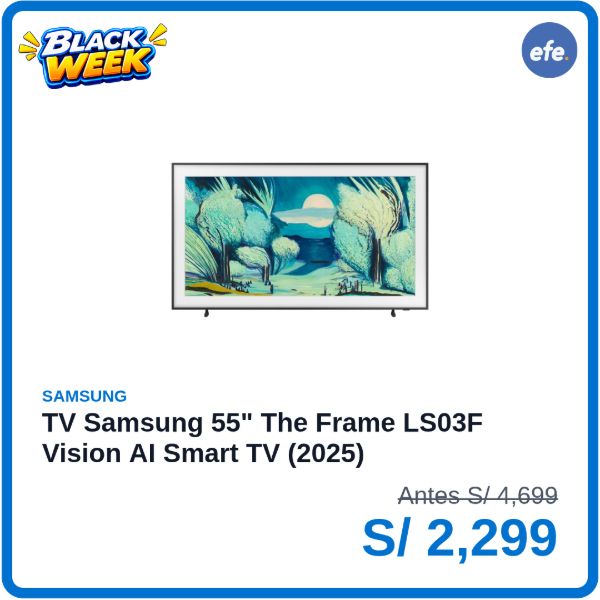 BLACK
WEEK
efe.
SAMSUNG
TV Samsung 55" The Frame LS03F
Vision AI Smart TV (2025)
Antes S/ 4,699
S/ 2,299